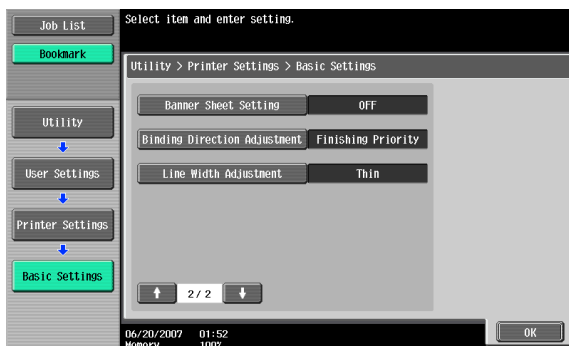 Job List
Bookmark
Select item and enter setting.
Utility > Printer Settings > Basic Settings
Utility
User Settings
Printer Settings
Basic Settings
Banner Sheet Setting OFF
Binding Direction Adjustment Finishing Priority
Line Width Adjustment Thin
2/2
06/20/2007 01:52
Memory 100%
OK